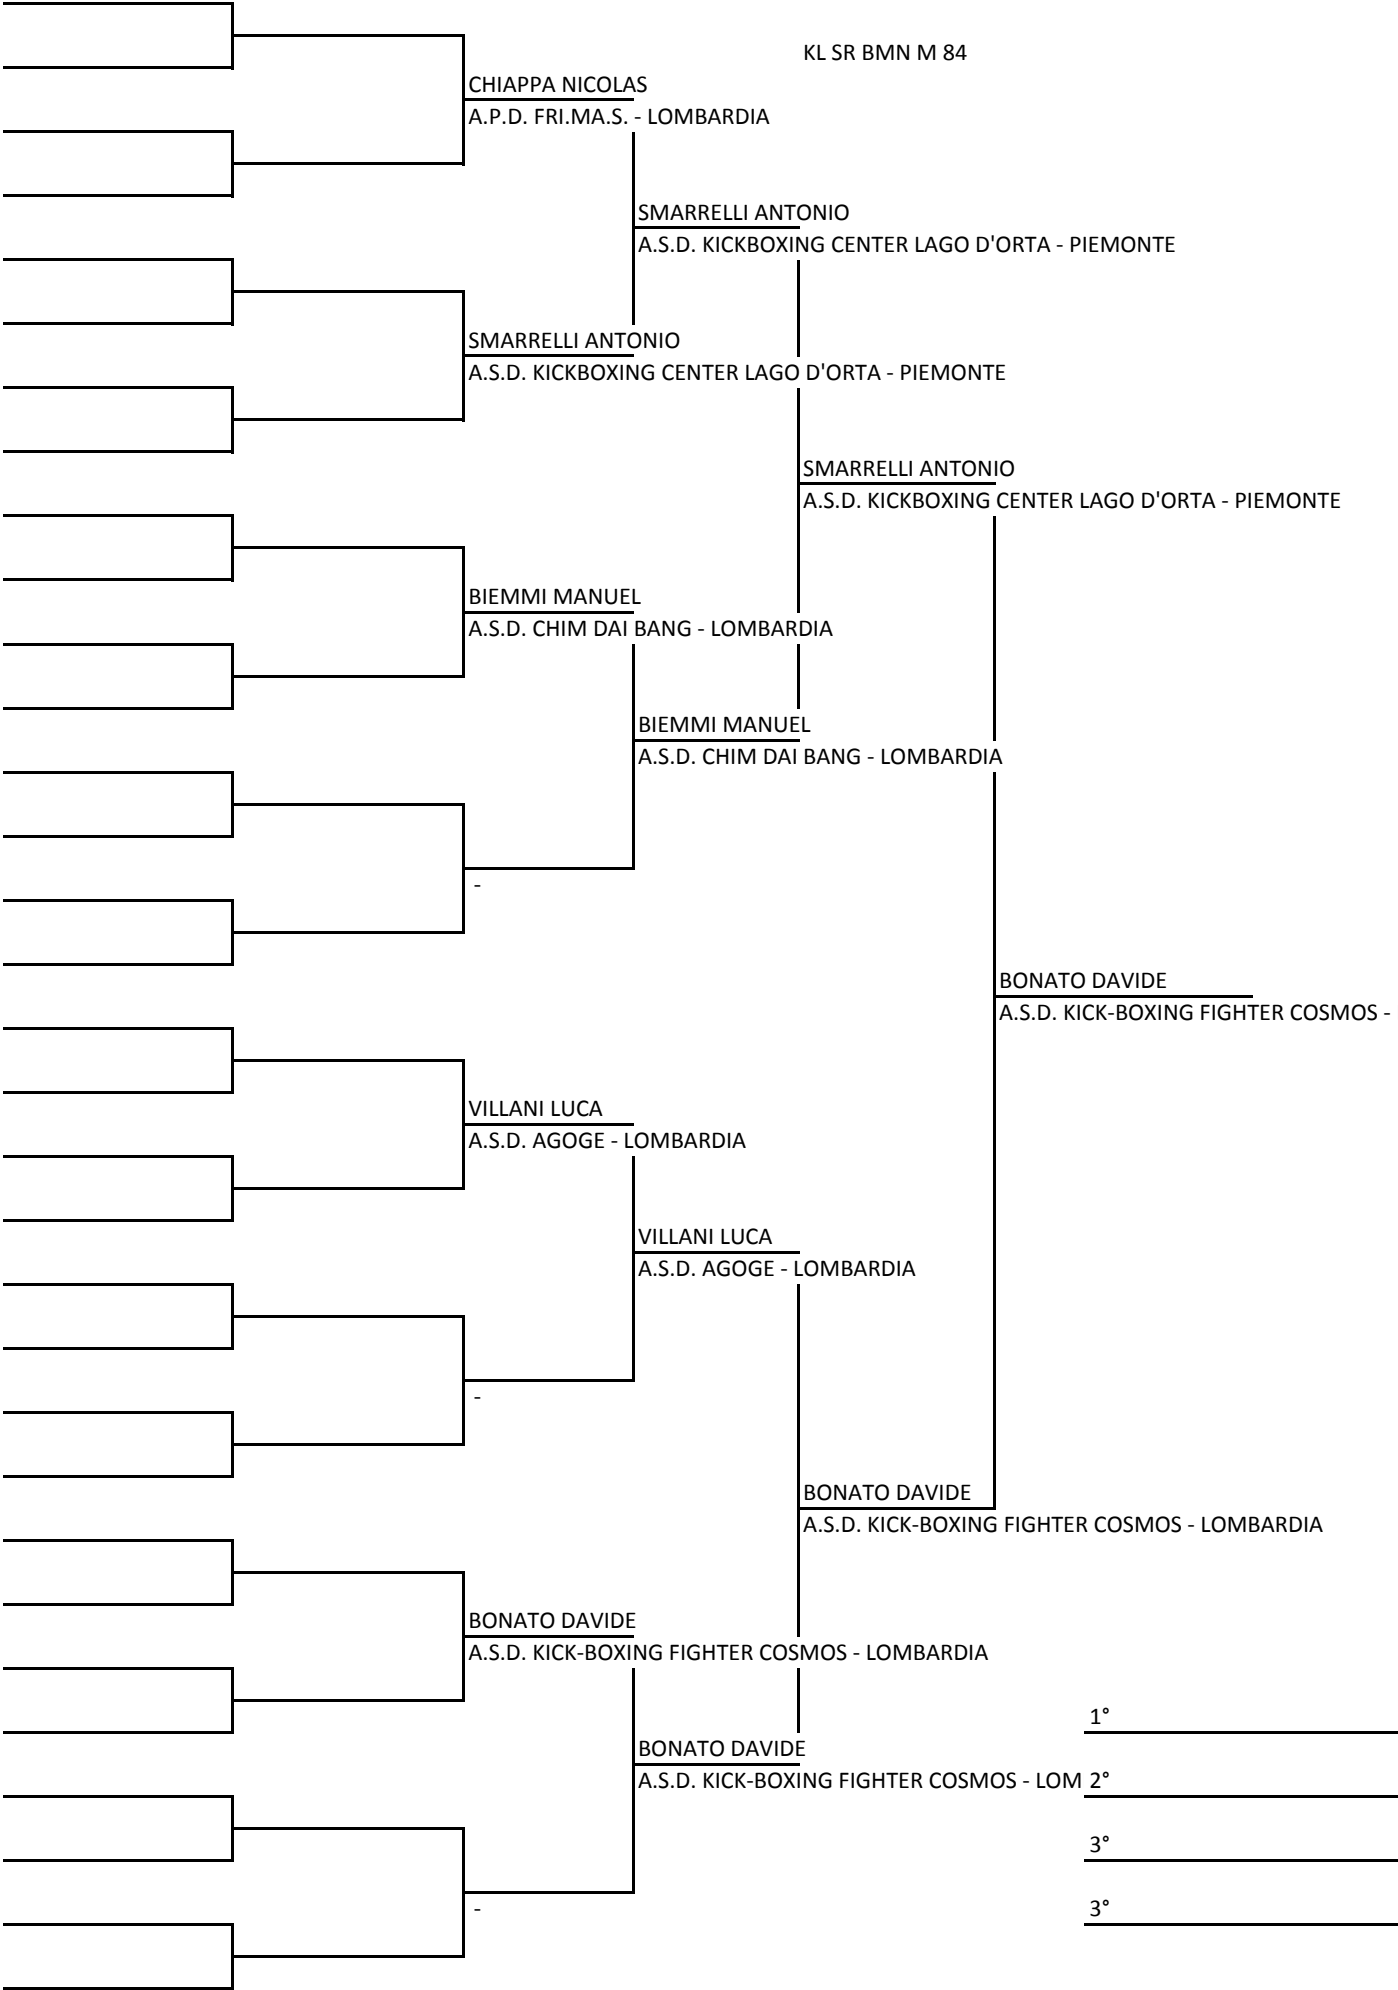 KL SR BMN M 84
CHIAPPA NICOLAS
A.P.D. FRI.MA.S. - LOMBARDIA
SMARRELLI ANTONIO
A.S.D. KICKBOXING CENTER LAGO D'ORTA - PIEMONTE
SMARRELLI ANTONIO
A.S.D. KICKBOXING CENTER LAGO D'ORTA - PIEMONTE
SMARRELLI ANTONIO
A.S.D. KICKBOXING CENTER LAGO D'ORTA - PIEMONTE
BIEMMI MANUEL
A.S.D. CHIM DAI BANG - LOMBARDIA
BIEMMI MANUEL
A.S.D. CHIM DAI BANG - LOMBARDIA
-
BONATO DAVIDE
A.S.D. KICK-BOXING FIGHTER COSMOS -
VILLANI LUCA
A.S.D. AGOGE - LOMBARDIA
VILLANI LUCA
A.S.D. AGOGE - LOMBARDIA
-
BONATO DAVIDE
A.S.D. KICK-BOXING FIGHTER COSMOS - LOMBARDIA
BONATO DAVIDE
A.S.D. KICK-BOXING FIGHTER COSMOS - LOMBARDIA
1°
BONATO DAVIDE
A.S.D. KICK-BOXING FIGHTER COSMOS - LOM
2°
3°
-
3°